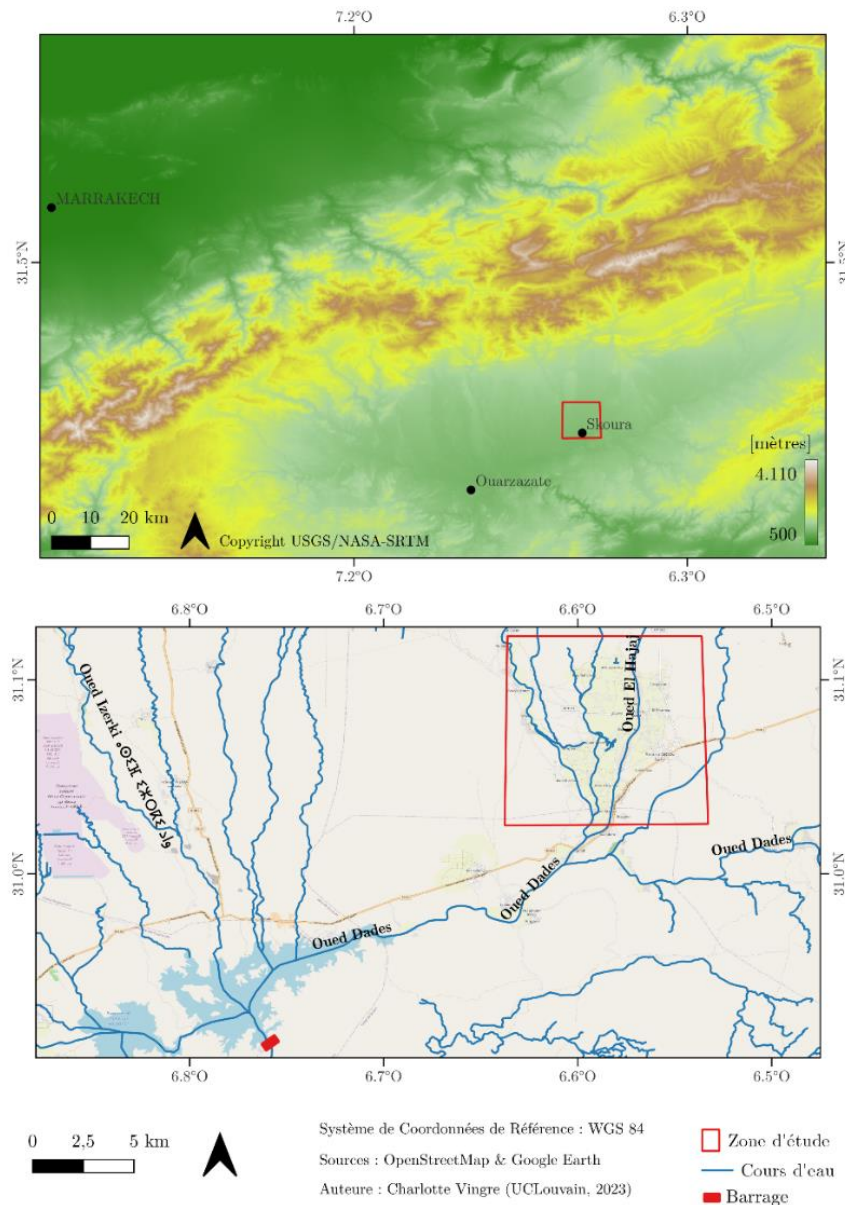 7.2°O 6.3°O
MARRAKECH
31.5°N 31.5°N
Skoura
Ouarzazate
[mètres]
4.110
500
0 10 20 km
Copyright USGS/NASA-SRTM
7.2°O 6.3°O
6.8°O 6.7°O 6.6°O 6.5°O
31.1°N 31.1°N
Oued Izerki ⴰⵙⵉⴼ ⵉⵣⵔⴽⵉ واد
Oued El Hajaj
31.0°N 31.0°N
Oued Dades
Oued Dades
Oued Dades
6.8°O 6.7°O 6.6°O 6.5°O
0 2,5 5 km
Système de Coordonnées de Référence : WGS 84
Sources : OpenStreetMap & Google Earth
Auteure : Charlotte Vingre (UCLouvain, 2023)
Zone d'étude
Cours d'eau
Barrage